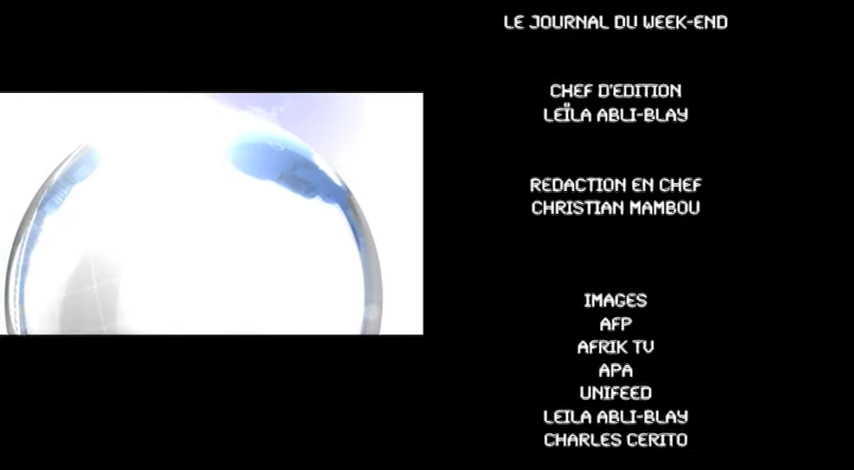 LE JOURNAL DU WEEK-END
CHEF D'EDITION
LEÏLA ABLI-BLAY
REDACTION EN CHEF
CHRISTIAN MAMBOU
IMAGES
AFP
AFRIK TV
APA
UNIFEED
LEILA ABLI-BLAY
CHARLES CERITO